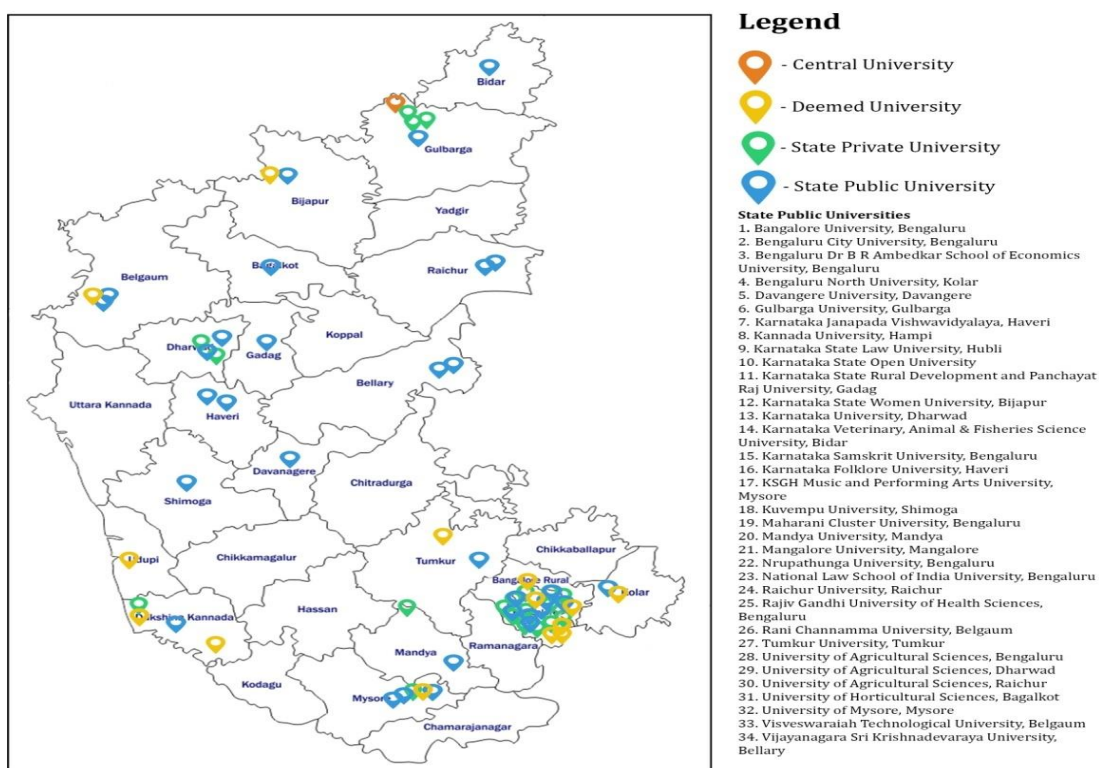 Bidar
Gulbarga
Bijapur
Yadgir
Bagalkot
Raichur
Belgaum
Koppal
Dharwad
Gadag
Bellary
Uttara Kannada
Haveri
Davanagere
Chitradurga
Shimoga
Chikkaballapur
Udupi
Chikkamagalur
Tumkur
Bangalore Rural
Kolar
Hassan
Dakshina Kannada
Ramanagara
Mandya
Kodagu
Mysore
Chamarajanagar
Legend
- Central University
- Deemed University
- State Private University
- State Public University
State Public Universities
1. Bangalore University, Bengaluru
2. Bengaluru City University, Bengaluru
3. Bengaluru Dr B R Ambedkar School of Economics
University, Bengaluru
4. Bengaluru North University, Kolar
5. Davangere University, Davangere
6. Gulbarga University, Gulbarga
7. Karnataka Janapada Vishwavidyalaya, Haveri
8. Kannada University, Hampi
9. Karnataka State Law University, Hubli
10. Karnataka State Open University
11. Karnataka State Rural Development and Panchayat
Raj University, Gadag
12. Karnataka State Women University, Bijapur
13. Karnataka University, Dharwad
14. Karnataka Veterinary, Animal & Fisheries Science
University, Bidar
15. Karnataka Samskrit University, Bengaluru
16. Karnataka Folklore University, Haveri
17. KSGH Music and Performing Arts University,
Mysore
18. Kuvempu University, Shimoga
19. Maharani Cluster University, Bengaluru
20. Mandya University, Mandya
21. Mangalore University, Mangalore
22. Nrupathunga University, Bengaluru
23. National Law School of India University, Bengaluru
24. Raichur University, Raichur
25. Rajiv Gandhi University of Health Sciences,
Bengaluru
26. Rani Channamma University, Belgaum
27. Tumkur University, Tumkur
28. University of Agricultural Sciences, Bengaluru
29. University of Agricultural Sciences, Dharwad
30. University of Agricultural Sciences, Raichur
31. University of Horticultural Sciences, Bagalkot
32. University of Mysore, Mysore
33. Visveswaraiah Technological University, Belgaum
34. Vijayanagara Sri Krishnadevaraya University,
Bellary